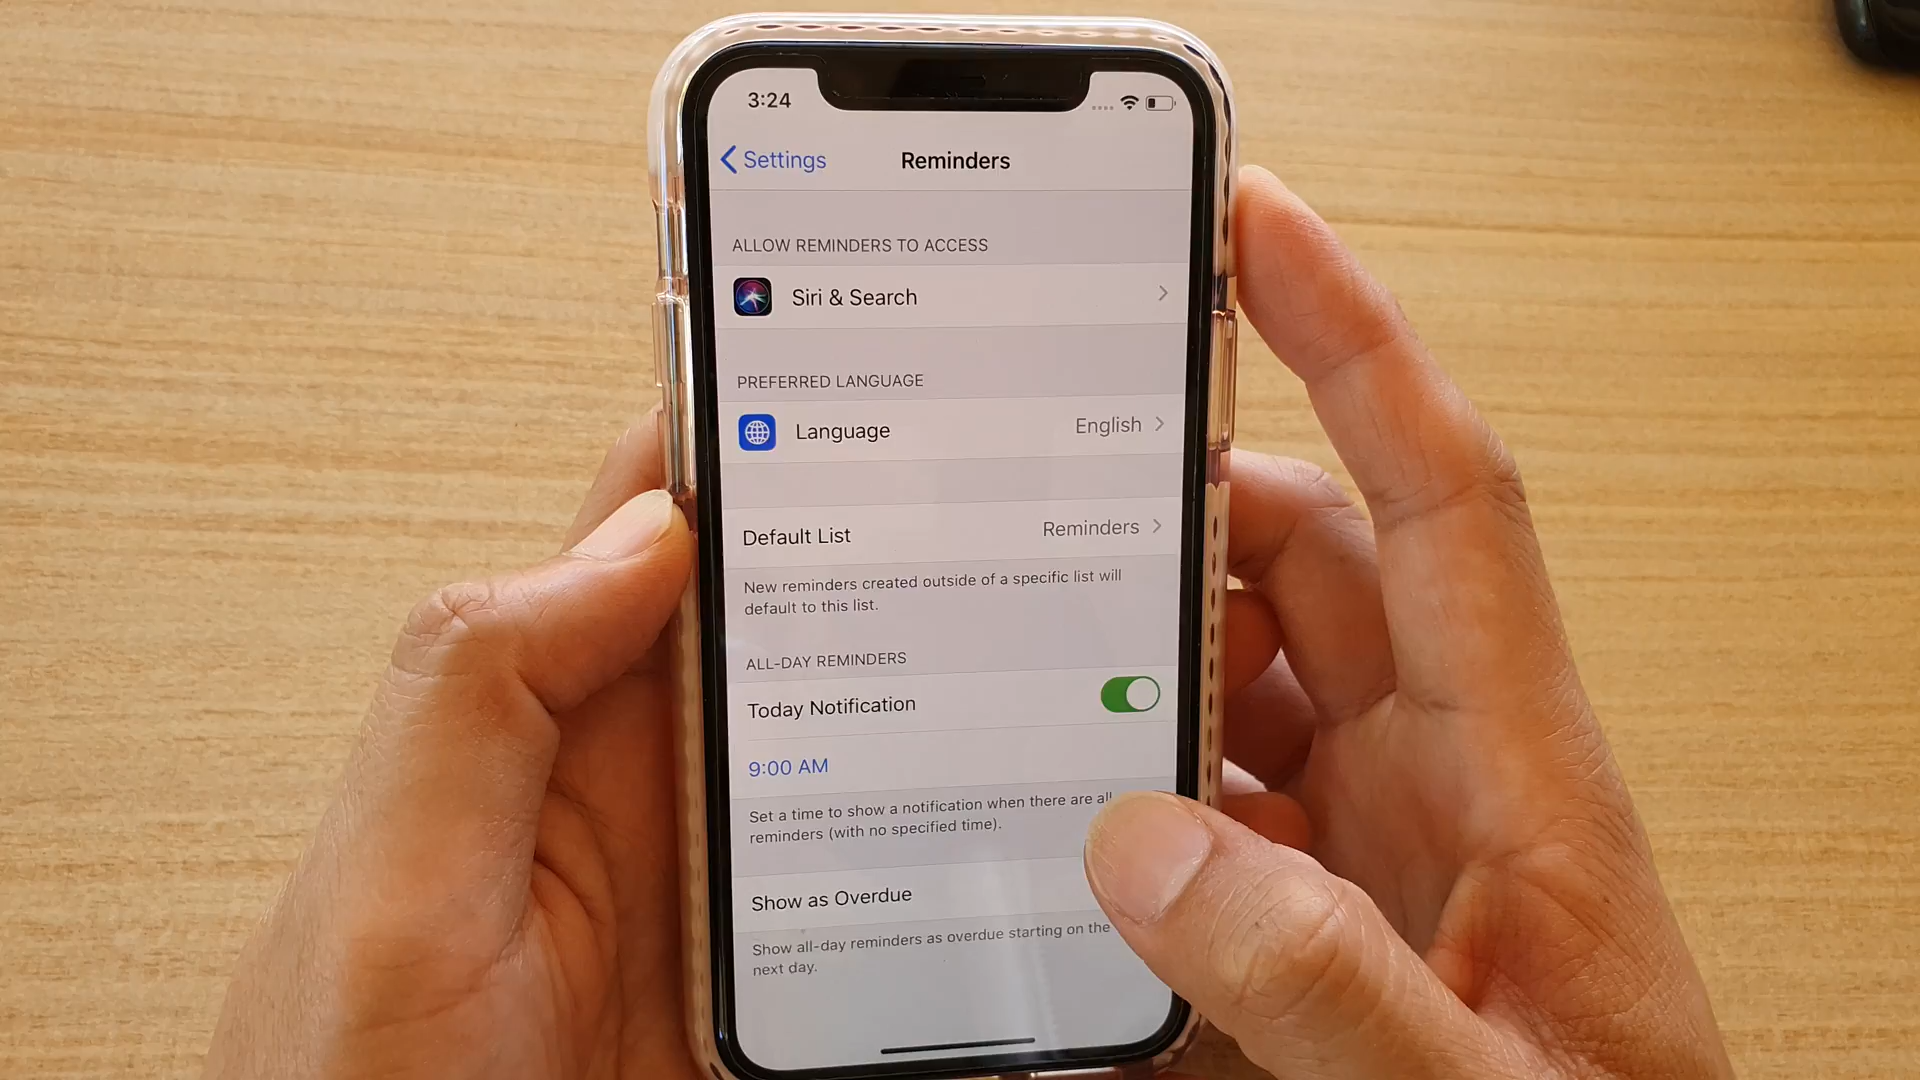 3:24
Settings
Reminders
ALLOW REMINDERS TO ACCESS
Siri & Search
PREFERRED LANGUAGE
Language English
Default List Reminders
New reminders created outside of a specific list will
default to this list.
ALL-DAY REMINDERS
Today Notification
9:00 AM
Set a time to show a notification when there are all
reminders (with no specified time).
Show as Overdue
Show all-day reminders as overdue starting on the
next day.